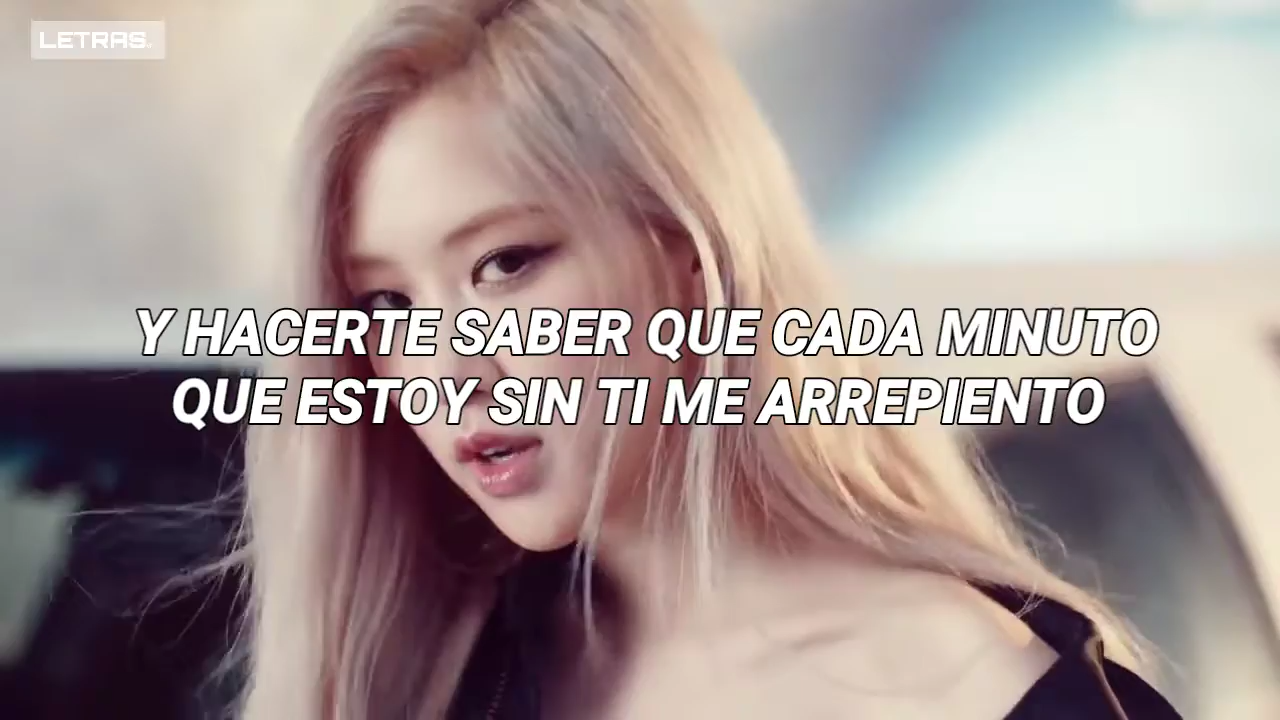 LETRAS.
Y HACERTE SABER QUE CADA MINUTO
QUE ESTOY SIN TI ME ARREPIENTO